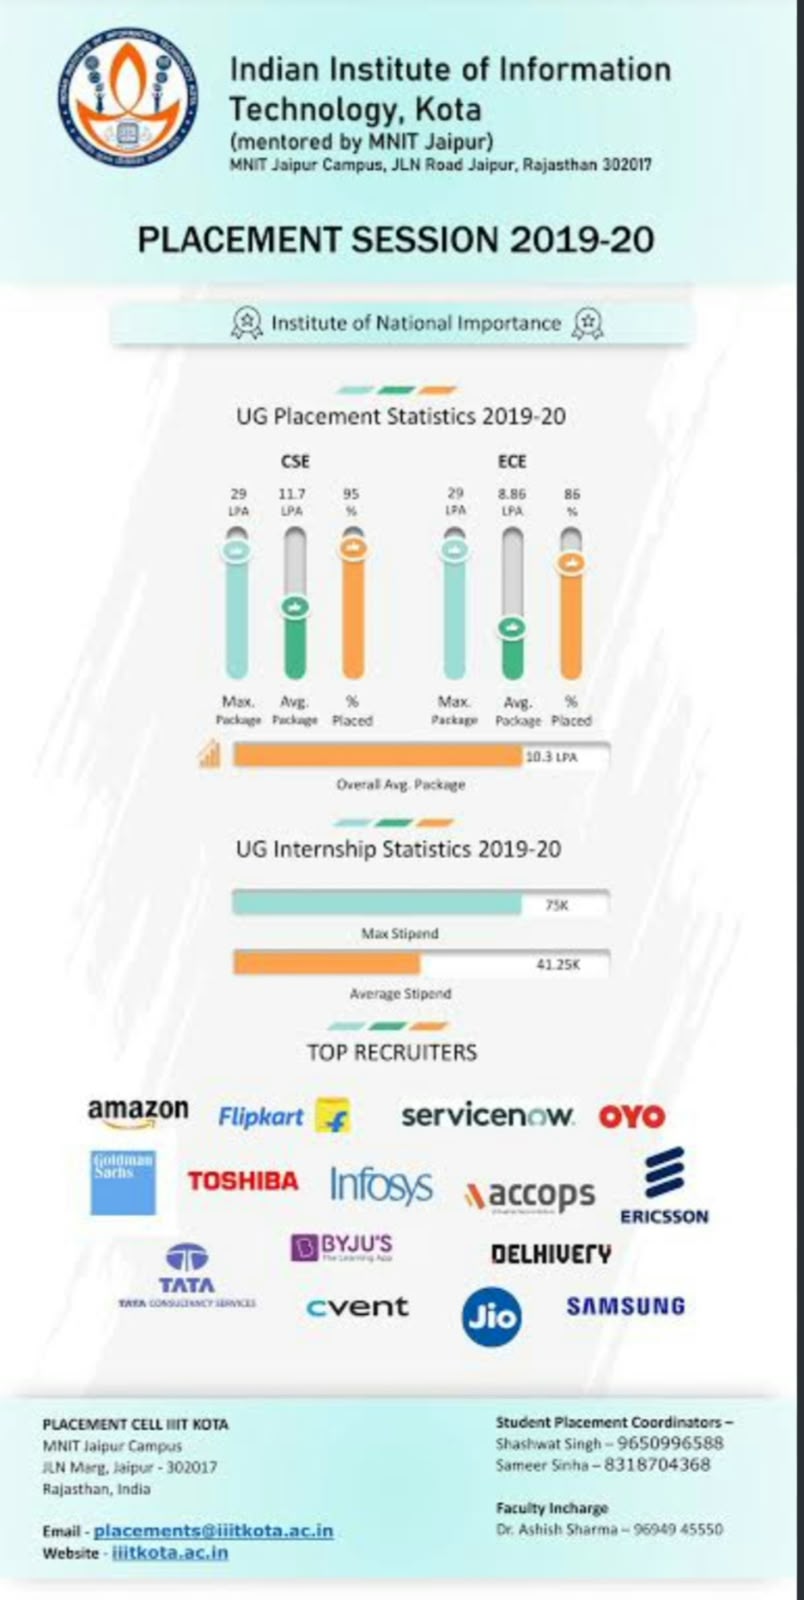 Indian Institute of Information
Technology, Kota
(mentored by MNIT Jaipur)
MNIT Jaipur Campus, JLN Road Jaipur, Rajasthan 302017
PLACEMENT SESSION 2019-20
Institute of National Importance
UG Placement Statistics 2019-20
CSE
ECE
29 11.7 95 29 8.86 86
LPA LPA % LPA LPA %
Max. Avg. % Max. Avg. %
Package Package Placed Package Package Placed
10.3 LPA
Overall Avg. Package
UG Internship Statistics 2019-20
75K
Max Stipend
41.25K
Average Stipend
TOP RECRUITERS
amazon Flipkart servicenow. OYO
Goldman
Sachs
TOSHIBA Infosys accops
ERICSSON
BYJU'S
The Learning App
DELHIVERY
TATA
TATA CONSULTANCY SERVICES
cvent Jio SAMSUNG
PLACEMENT CELL IIIT KOTA
MNIT Jaipur Campus
JLN Marg, Jaipur - 302017
Rajasthan, India
Email - placements@iiitkota.ac.in
Website - iiitkota.ac.in
Student Placement Coordinators –
Shashwat Singh – 9650996588
Sameer Sinha – 8318704368
Faculty Incharge
Dr. Ashish Sharma – 96949 45550